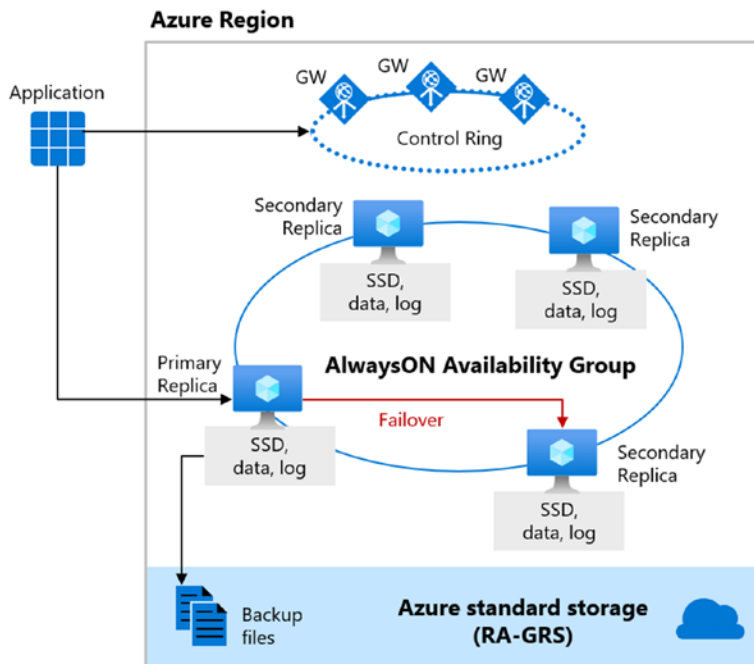 Azure Region
GW
GW
GW
Application
Control Ring
Secondary
Replica
SSD,
data, log
Secondary
Replica
SSD,
data, log
Primary
Replica
AlwaysON Availability Group
Failover
SSD,
data, log
Secondary
Replica
SSD,
data, log
Backup
files
Azure standard storage
(RA-GRS)